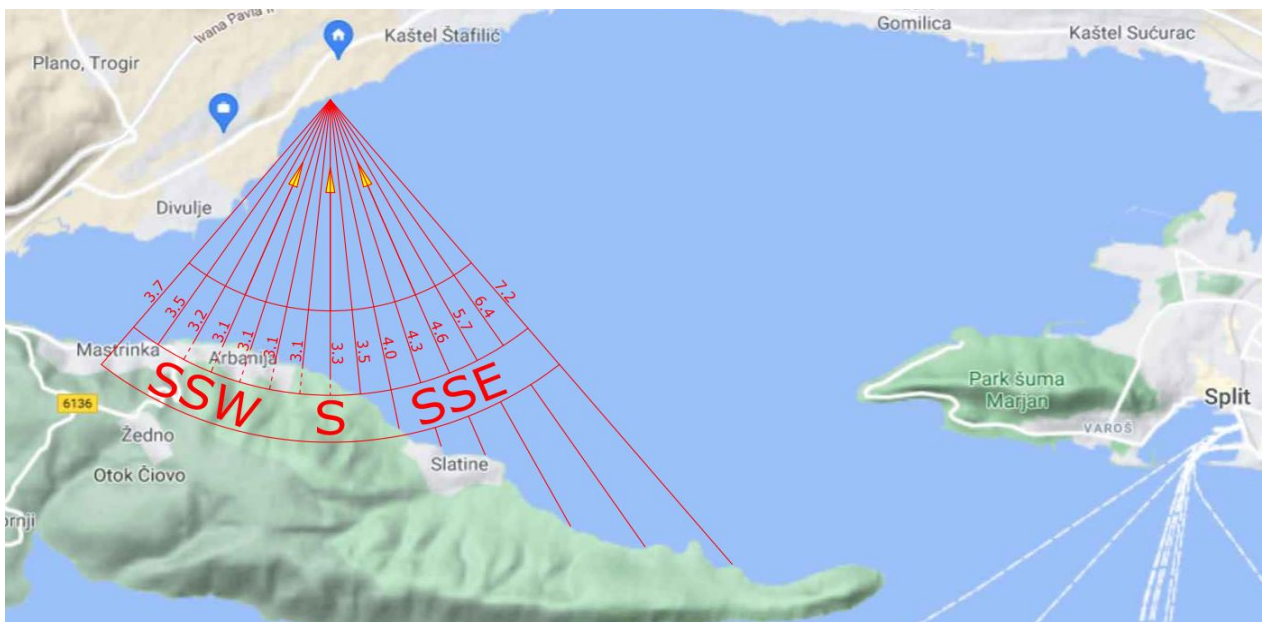 Ivana Pavla II
Kaštel Štafilić
Gomilica
Kaštel Sućurac
Plano, Trogir
Divulje
3.7
3.5
3.2
3.1
3.1
3.1
3.1
3.3
3.5
4.0
4.3
4.6
5.7
6.4
7.2
Mastrinka
Arbanija
SSW
S
SSE
6136
Žedno
Otok Čiovo
Slatine
Park šuma
Marjan
VAROŠ
Split
ornji